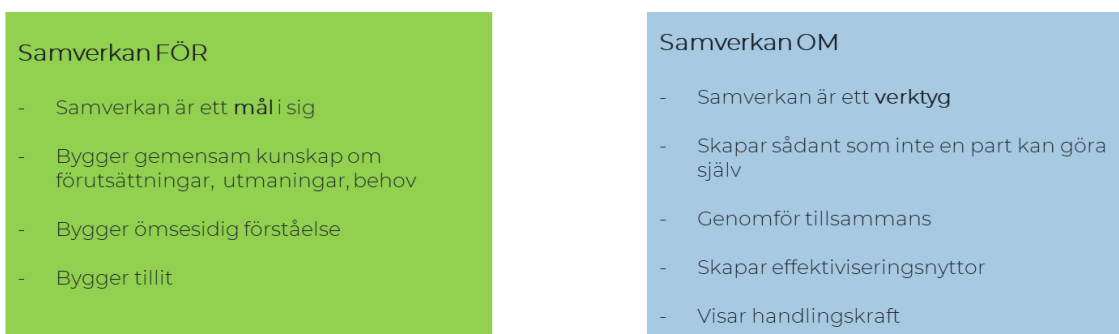 Samverkan FÖR
- Samverkan är ett mål i sig
- Bygger gemensam kunskap om
förutsättningar, utmaningar, behov
- Bygger ömsesidig förståelse
- Bygger tillit
Samverkan OM
- Samverkan är ett verktyg
- Skapar sådant som inte en part kan göra
själv
- Genomför tillsammans
- Skapar effektiviseringsnyttor
- Visar handlingskraft